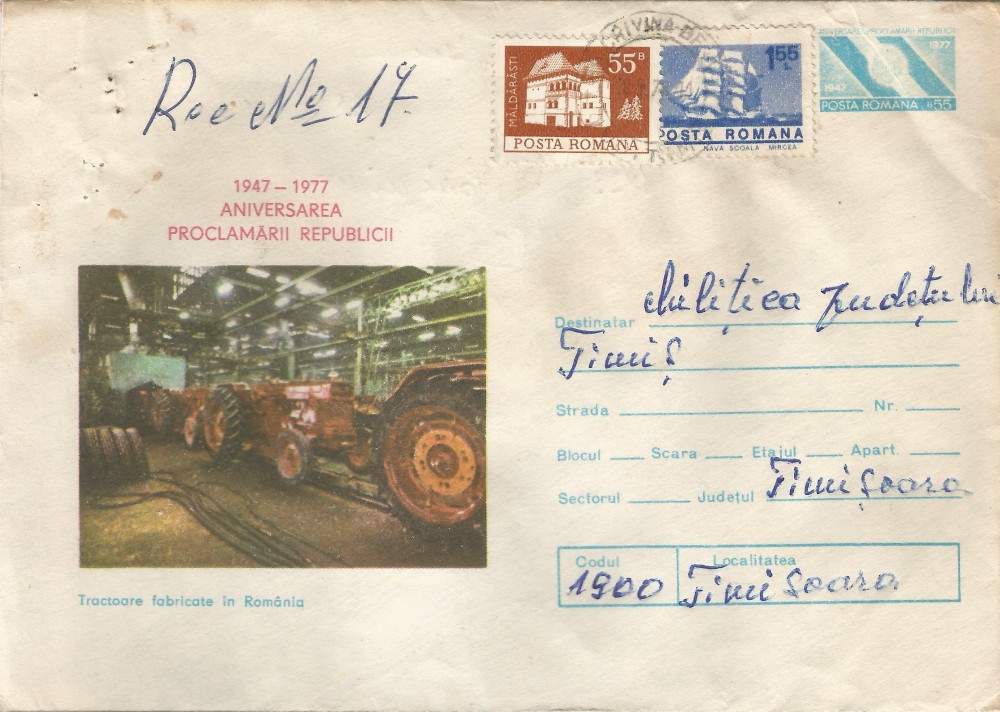 Rec No 17.
1947 – 1977
ANIVERSAREA
PROCLAMĂRII REPUBLICII
Tractoare fabricate în România
MĂLDĂRĂȘTI
55 B
POSTA ROMANA
1 55 L
POSTA ROMANA
NAVA SCOALA MIRCEA
ANIVERSAREA PROCLAMĂRII REPUBLICII
1977
1947
POSTA ROMANA 55
Destinatar Miliția Județului
Timiș
Strada Nr.
Blocul Scara Etajul Apart.
Sectorul Județul Timișoara
Codul Localitatea
1900 Timișoara